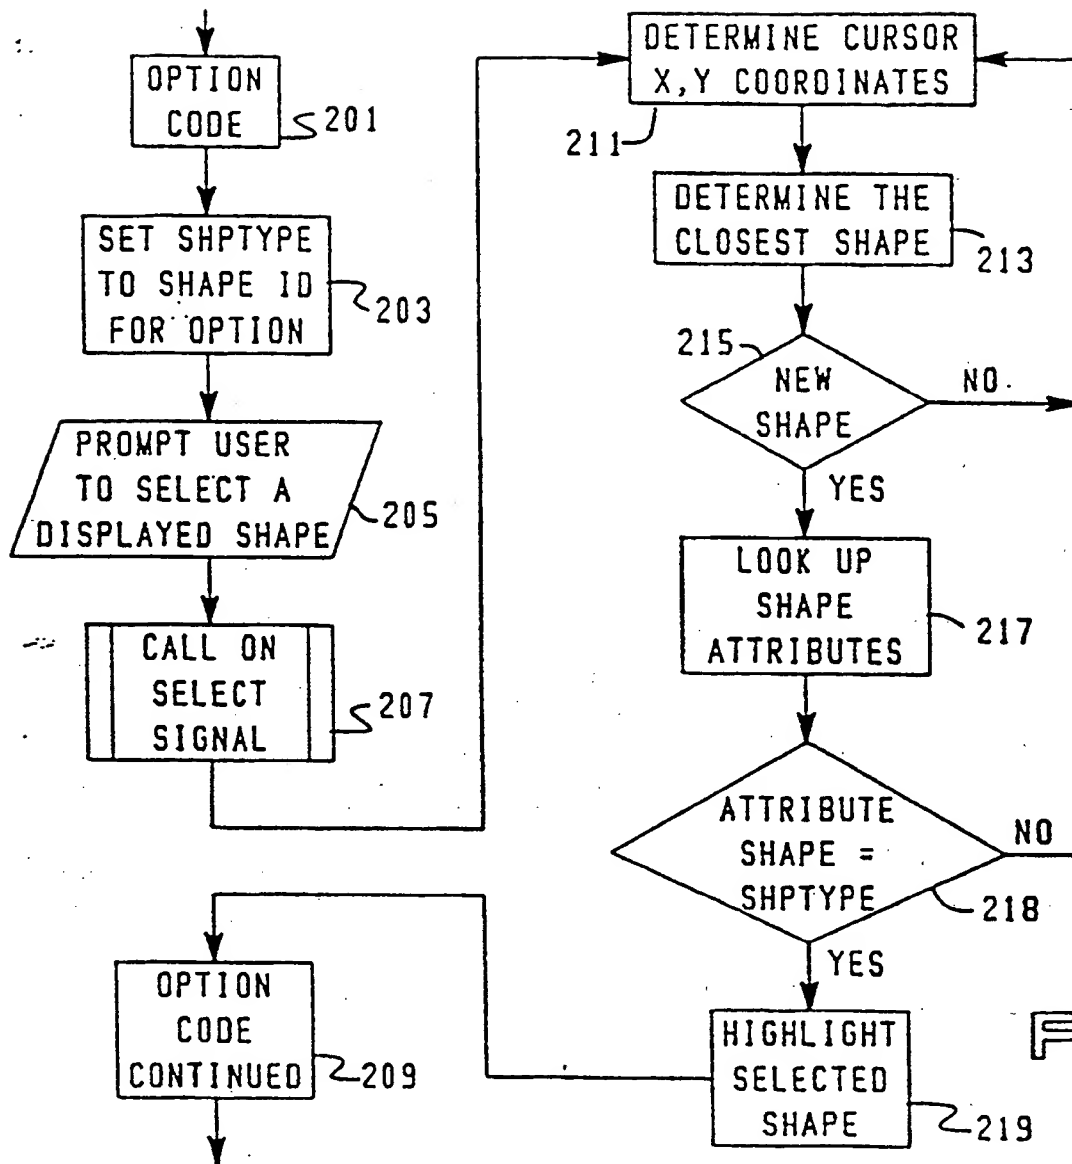 OPTION
CODE
201
SET SHPTYPE
TO SHAPE ID
FOR OPTION
203
PROMPT USER
TO SELECT A
DISPLAYED SHAPE
205
CALL ON
SELECT
SIGNAL
207
OPTION
CODE
CONTINUED
209
DETERMINE CURSOR
X,Y COORDINATES
211
DETERMINE THE
CLOSEST SHAPE
213
215
NEW
SHAPE
NO
YES
LOOK UP
SHAPE
ATTRIBUTES
217
ATTRIBUTE
SHAPE =
SHPTYPE
NO
218
YES
HIGHLIGHT
SELECTED
SHAPE
219
F